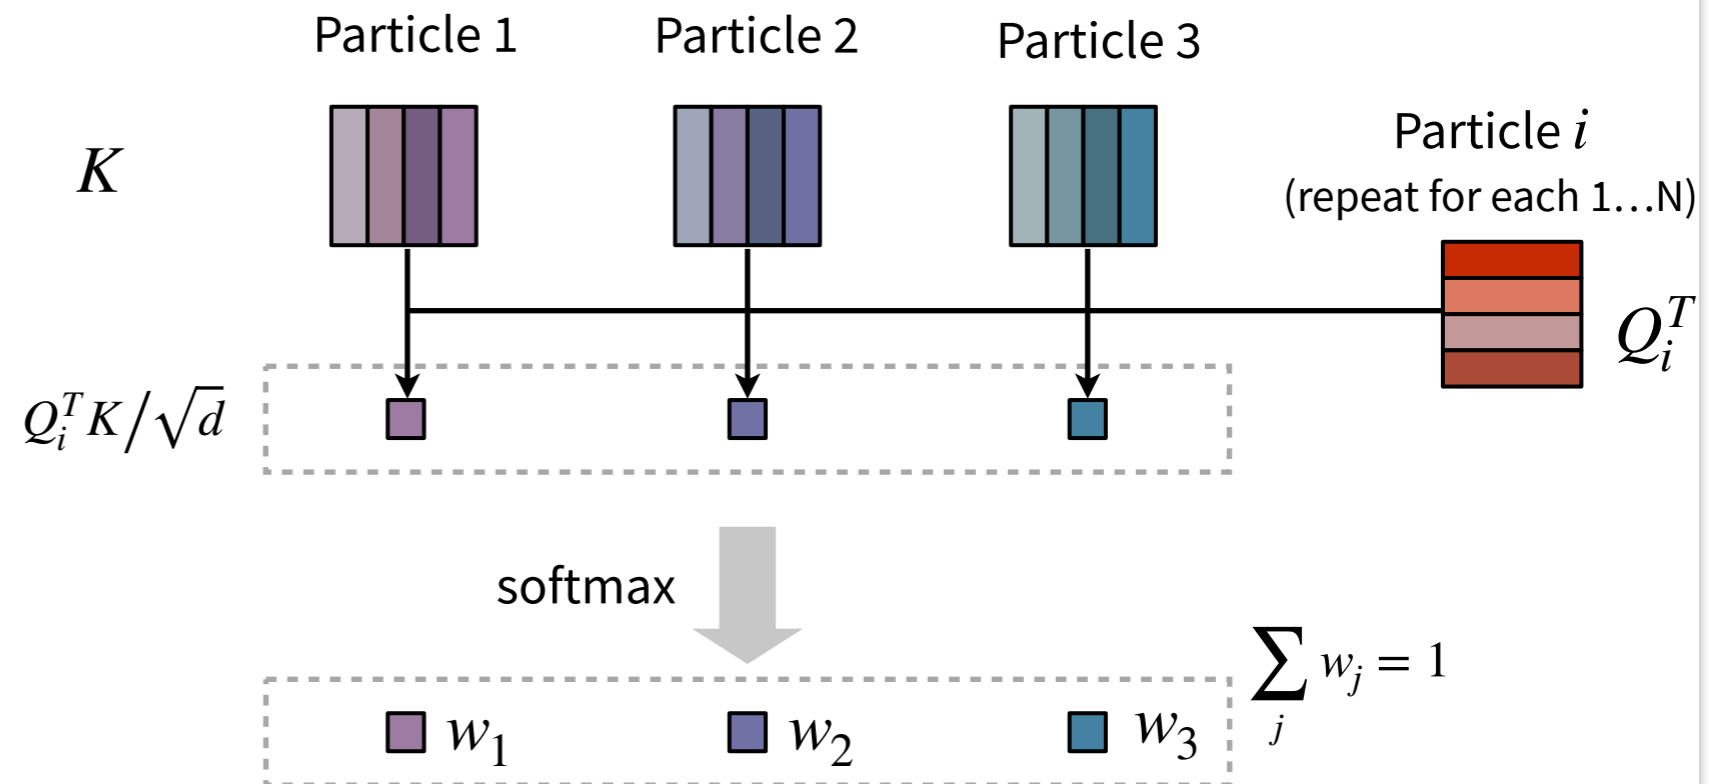 Particle 1
Particle 2
Particle 3
K
Particle i
(repeat for each 1…N)
Q_i^T
Q_i^T K/√d
softmax
∑_j w_j = 1
w_1
w_2
w_3